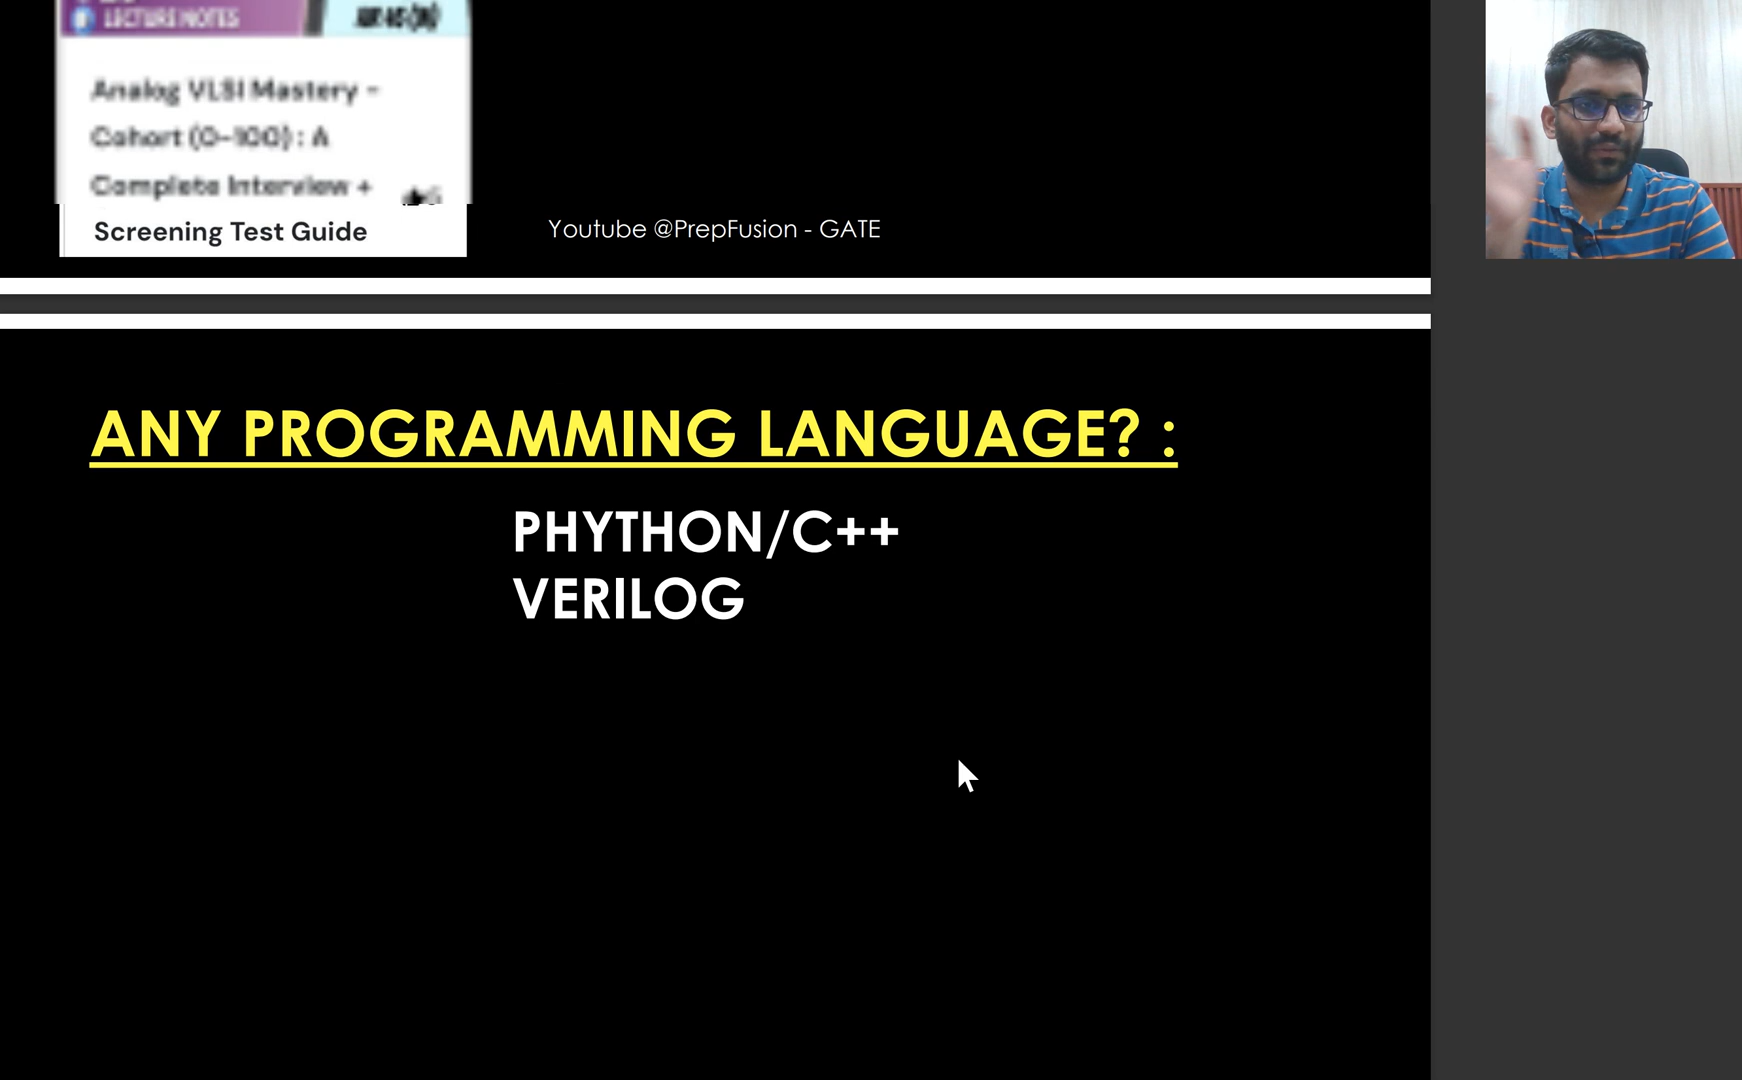 LECTURE NOTES
Analog VLSI Mastery -
Cohort (0-100) : A
Complete Interview +
Screening Test Guide
Youtube @PrepFusion - GATE
ANY PROGRAMMING LANGUAGE? :
PHYTHON/C++
VERILOG